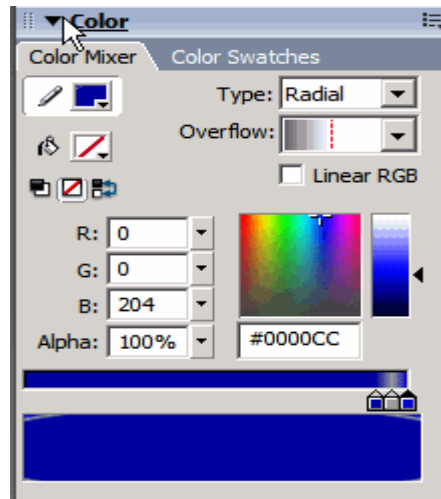 Color
Color Mixer Color Swatches
Type: Radial
Overflow:
Linear RGB
R: 0
G: 0
B: 204
Alpha: 100% #0000CC